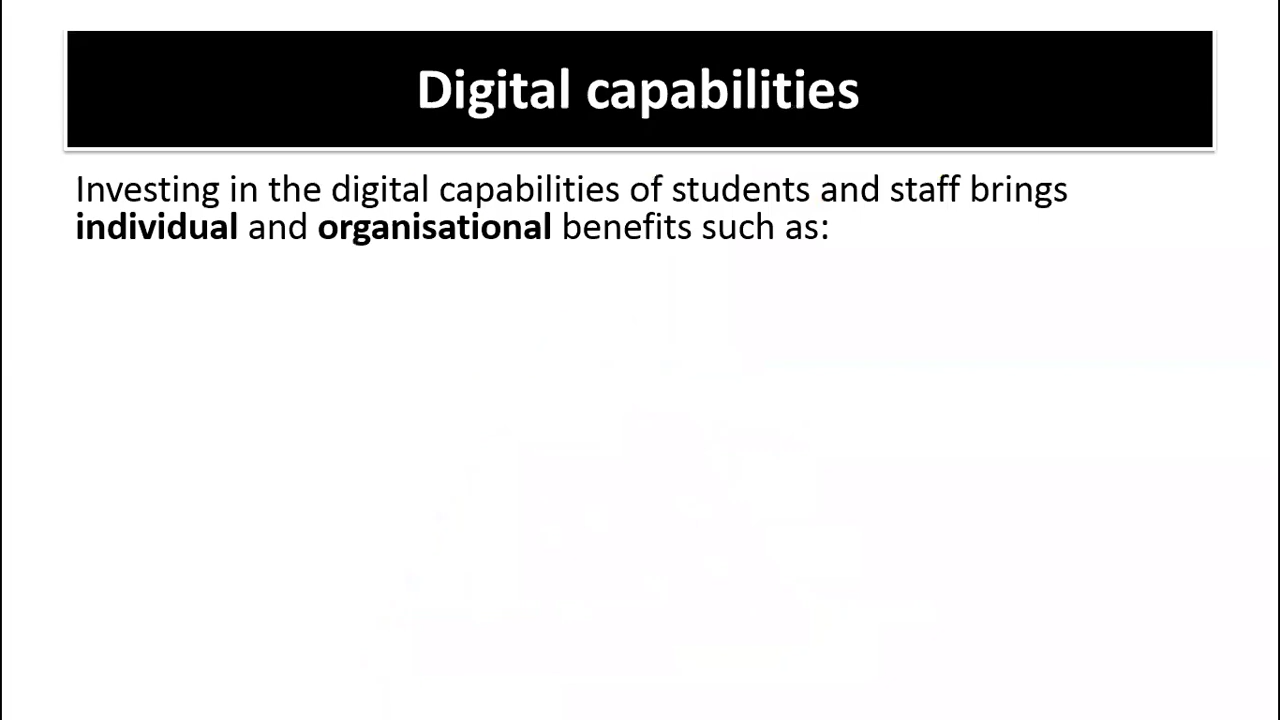 Digital capabilities
Investing in the digital capabilities of students and staff brings
individual and organisational benefits such as: